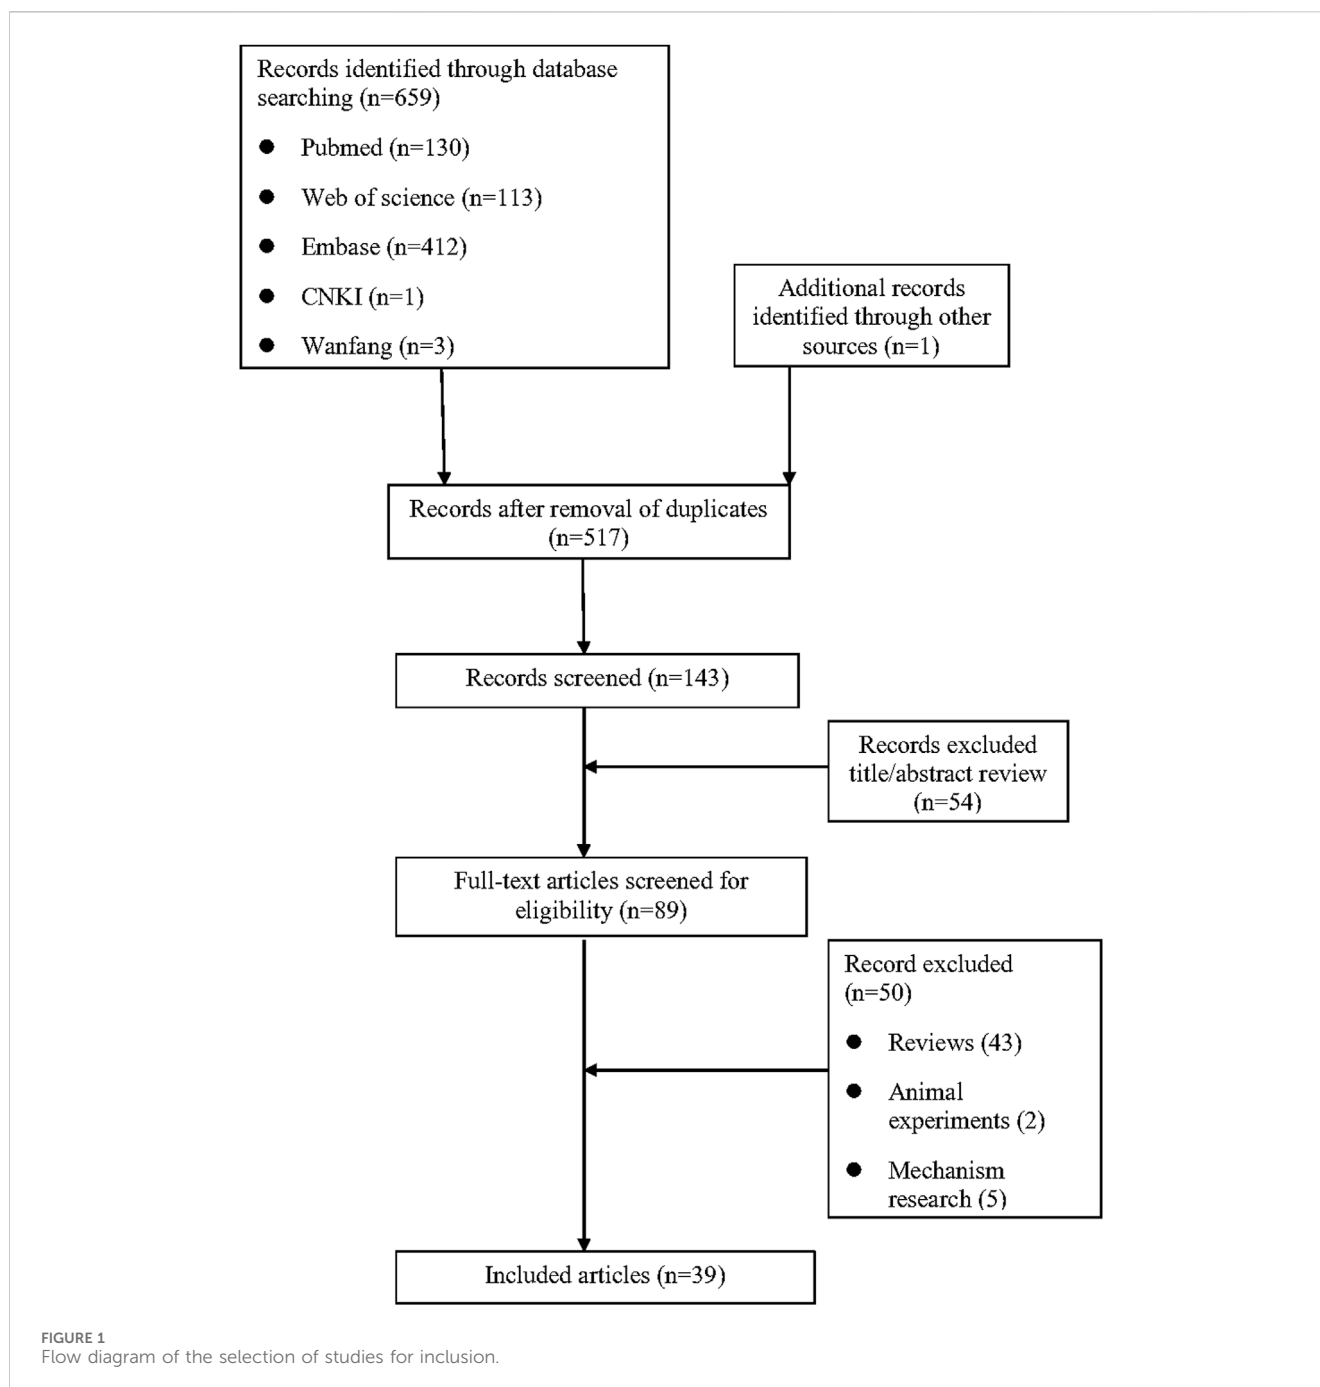 Records identified through database
searching (n=659)
● Pubmed (n=130)
● Web of science (n=113)
● Embase (n=412)
● CNKI (n=1)
● Wanfang (n=3)
Additional records
identified through other
sources (n=1)
Records after removal of duplicates
(n=517)
Records screened (n=143)
Records excluded
title/abstract review
(n=54)
Full-text articles screened for
eligibility (n=89)
Record excluded
(n=50)
● Reviews (43)
● Animal
experiments (2)
● Mechanism
research (5)
Included articles (n=39)
FIGURE 1
Flow diagram of the selection of studies for inclusion.